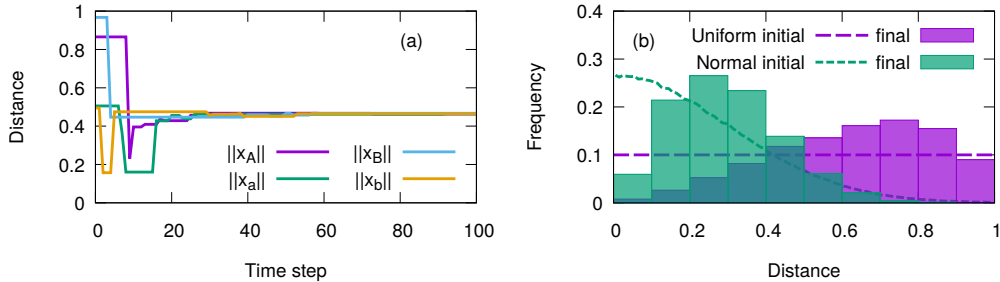 1
0.8
0.6
0.4
0.2
0
0 20 40 60 80 100
Distance
Time step
(a)
||x_A|| ||x_B||
||x_a|| ||x_b||
0.4
0.3
0.2
0.1
0
0 0.2 0.4 0.6 0.8 1
Frequency
Distance
(b)
Uniform initial final
Normal initial final